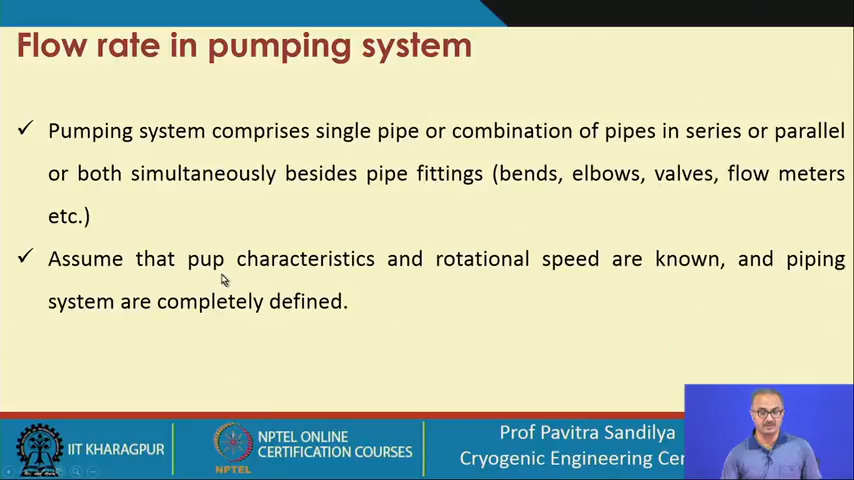 Flow rate in pumping system
✓ Pumping system comprises single pipe or combination of pipes in series or parallel
or both simultaneously besides pipe fittings (bends, elbows, valves, flow meters
etc.)
✓ Assume that pup characteristics and rotational speed are known, and piping
system are completely defined.
IIT KHARAGPUR
NPTEL
NPTEL ONLINE
CERTIFICATION COURSES
Prof Pavitra Sandilya
Cryogenic Engineering Cen